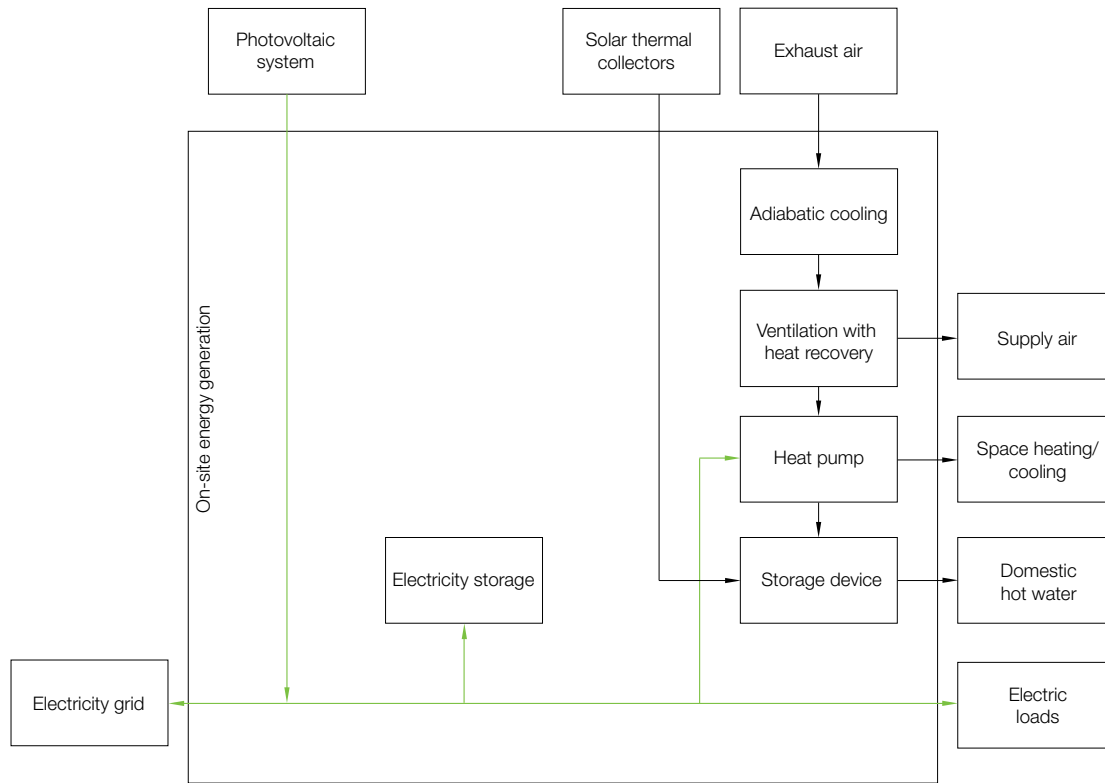 Photovoltaic
system
Solar thermal
collectors
Exhaust air
Adiabatic cooling
On-site energy generation
Ventilation with
heat recovery
Supply air
Heat pump
Space heating/
cooling
Electricity storage
Storage device
Domestic
hot water
Electricity grid
Electric
loads